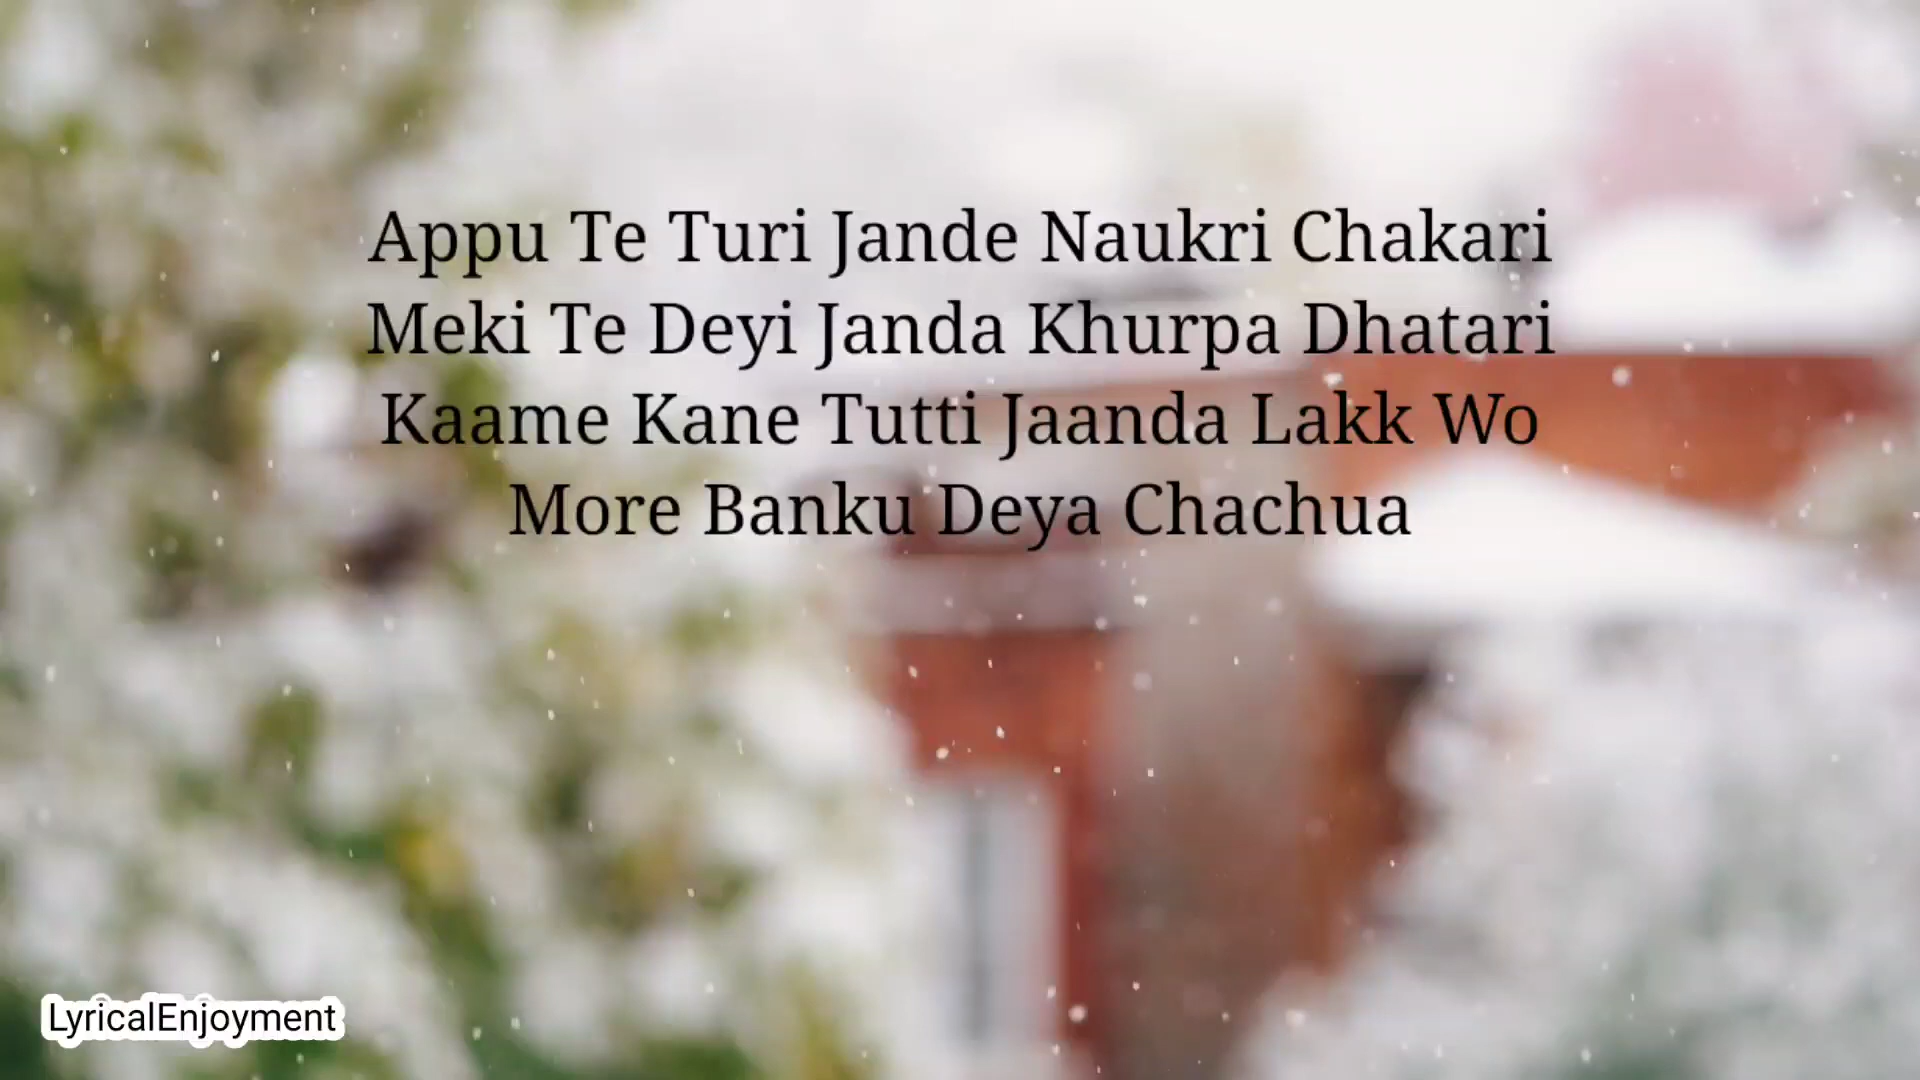 Appu Te Turi Jande Naukri Chakari
Meki Te Deyi Janda Khurpa Dhatari
Kaame Kane Tutti Jaanda Lakk Wo
More Banku Deya Chachua
LyricalEnjoyment